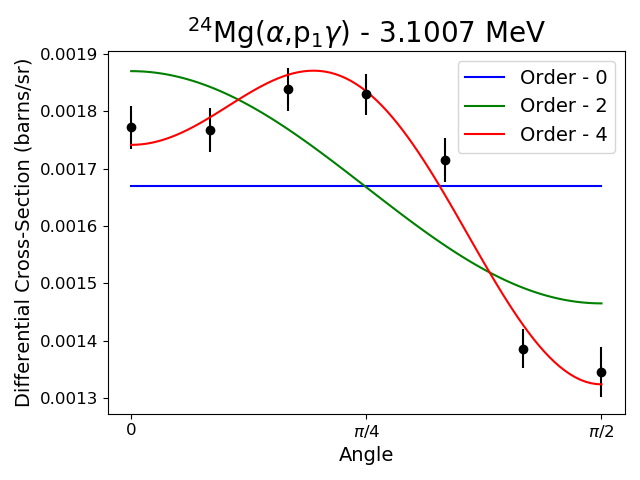 ²⁴Mg(α,p₁γ) - 3.1007 MeV
Differential Cross-Section (barns/sr)
0.0019
0.0018
0.0017
0.0016
0.0015
0.0014
0.0013
Order - 0
Order - 2
Order - 4
0
π/4
π/2
Angle